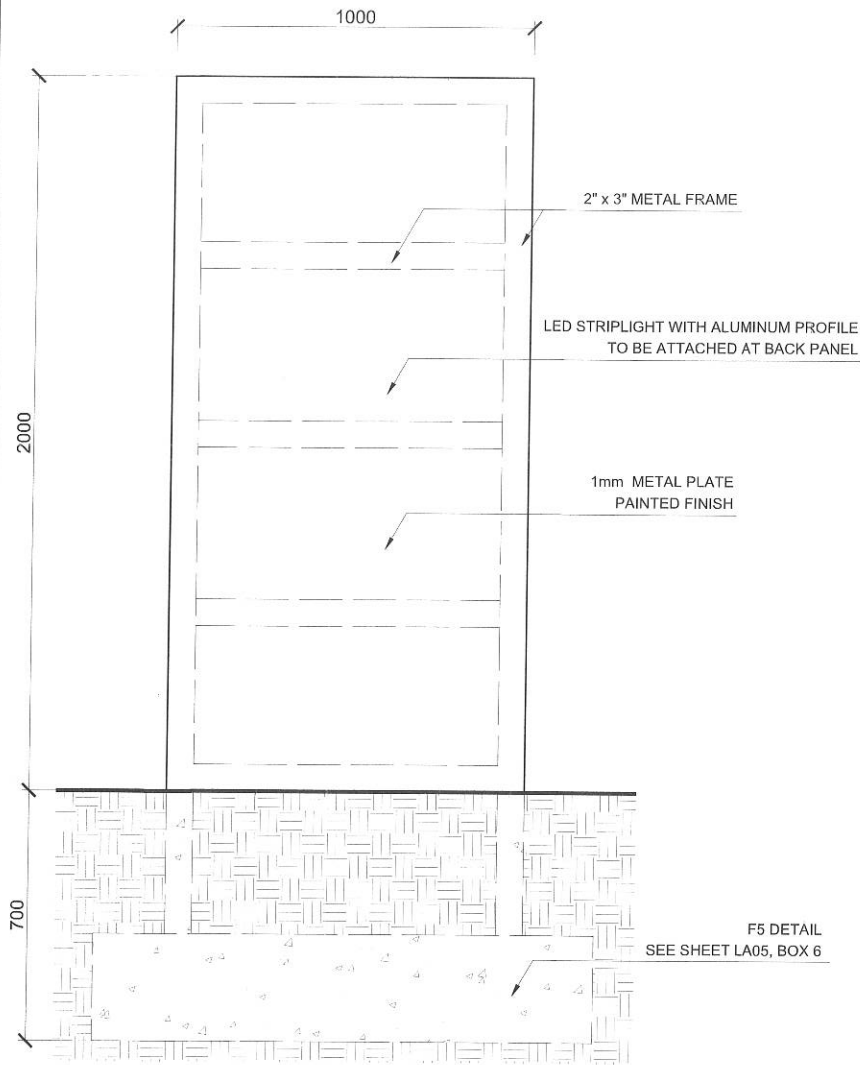 1000
2" x 3" METAL FRAME
LED STRIPLIGHT WITH ALUMINUM PROFILE
TO BE ATTACHED AT BACK PANEL
2000
1mm METAL PLATE
PAINTED FINISH
700
F5 DETAIL
SEE SHEET LA05, BOX 6